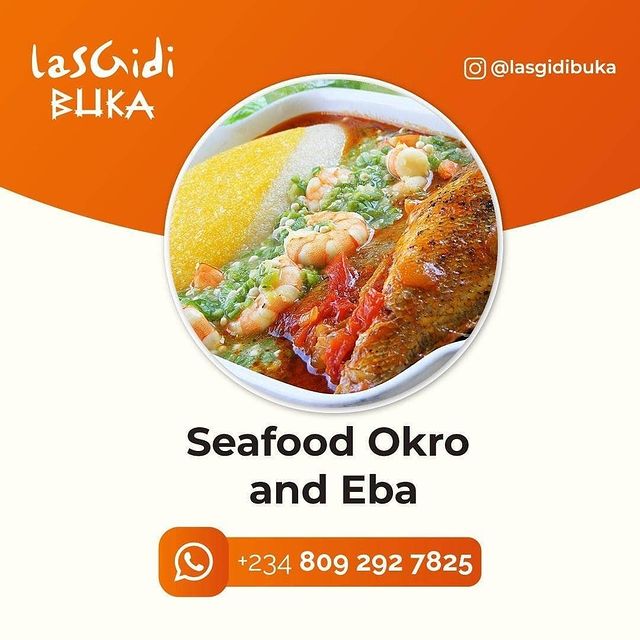 LasGidi
BUKA
@lasgidibuka
Seafood Okro
and Eba
+234 809 292 7825